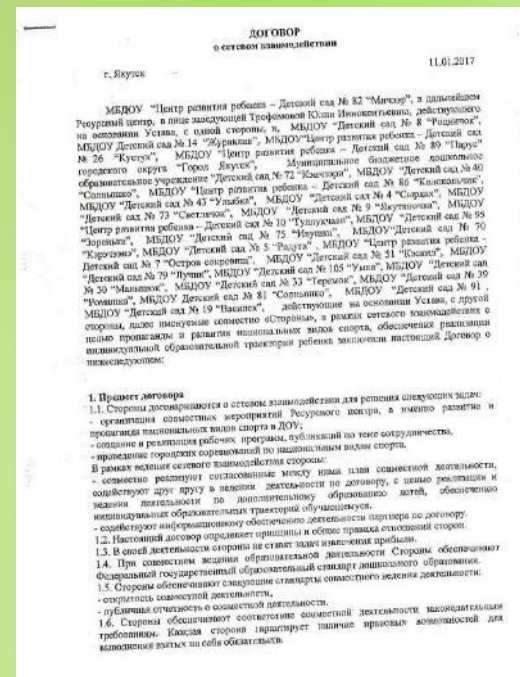 ДОГОВОР
о сетевом взаимодействии
11.01.2017
г. Якутск
МБДОУ "Центр развития ребенка – Детский сад № 82 "Мичээр", в дальнейшем
Ресурсный центр, в лице заведующей Трофимовой Юлии Иннокентьевны, действующего
на основании Устава, с одной стороны, и, МБДОУ "Детский сад № 8 "Родничок",
МБДОУ Детский сад № 14 "Журавлик", МБДОУ"Центр развития ребенка – Детский сад
№ 26 "Кустук", МБДОУ "Центр развития ребенка – Детский сад № 89 "Парус"
городского округа "Город Якутск", Муниципальное бюджетное дошкольное
образовательное учреждение "Детский сад № 72 "Кэнчээри", МБДОУ "Детский сад № 40
"Солнышко", МБДОУ "Центр развития ребенка – Детский сад № 86 "Колокольчик",
МБДОУ "Детский сад № 43 "Улыбка", МБДОУ "Детский сад № 4 "Сардаҥ", МБДОУ
"Детский сад № 73 "Светлячок", МБДОУ "Детский сад № 9 "Якутяночка", МБДОУ
"Центр развития ребенка – Детский сад № 10 "Туллукчаан", МБДОУ "Детский сад № 95
"Зоренька", МБДОУ "Детский сад № 75 "Ивушка", МБДОУ"Детский сад № 70
"Кэрэчээнэ", МБДОУ "Детский сад № 5 "Радуга", МБДОУ "Центр развития ребенка -
Детский сад № 7 "Остров сокровищ", МБДОУ "Детский сад № 51 "Кэскил", МБДОУ
"Детский сад № 79 "Лучик", МБДОУ "Детский сад № 105 "Умка", МБДОУ "Детский сад
№ 30 "Малышок", МБДОУ "Детский сад № 33 "Теремок", МБДОУ "Детский сад № 39
"Ромашка", МБДОУ Детский сад № 81 "Солнышко", МБДОУ "Детский сад № 91 ,
МБДОУ "Детский сад № 19 "Василек", действующие на основании Устава, с другой
стороны, далее именуемые совместно «Стороны», в рамках сетевого взаимодействия с
целью пропаганды и развития национальных видов спорта, обеспечения реализации
индивидуальной образовательной траектории ребенка заключили настоящий Договор о
нижеследующем:
1. Предмет договора
1.1. Стороны договариваются о сетевом взаимодействии для решения следующих задач:
- организация совместных мероприятий Ресурсного центра, а именно развитие и
пропаганда национальных видов спорта в ДОУ;
- создание и реализация рабочих программ, публикаций по теме сотрудничества,
- проведение городских соревнований по национальным видам спорта.
В рамках ведения сетевого взаимодействия стороны:
- совместно реализуют согласованные между ними план совместной деятельности,
содействуют друг другу в ведении деятельности по договору, с целью реализации и
ведения деятельности по дополнительному образованию детей, обеспечению
индивидуальных образовательных траекторий обучающемуся.
- содействуют информационному обеспечению деятельности партнера по договору.
1.2. Настоящий договор определяет принципы и общие правила отношений сторон.
1.3. В своей деятельности стороны не ставят задач извлечения прибыли.
1.4. При совместном ведении образовательной деятельности Стороны обеспечивают
Федеральный государственный образовательный стандарт дошкольного образования.
1.5. Стороны обеспечивают следующие стандарты совместного ведения деятельности:
- открытость совместной деятельности,
- публичная отчетность о совместной деятельности.
1.6. Стороны обеспечивают соответствие совместной деятельности законодательным
требованиям. Каждая сторона гарантирует наличие правовых возможностей для
выполнения взятых на себя обязательств.